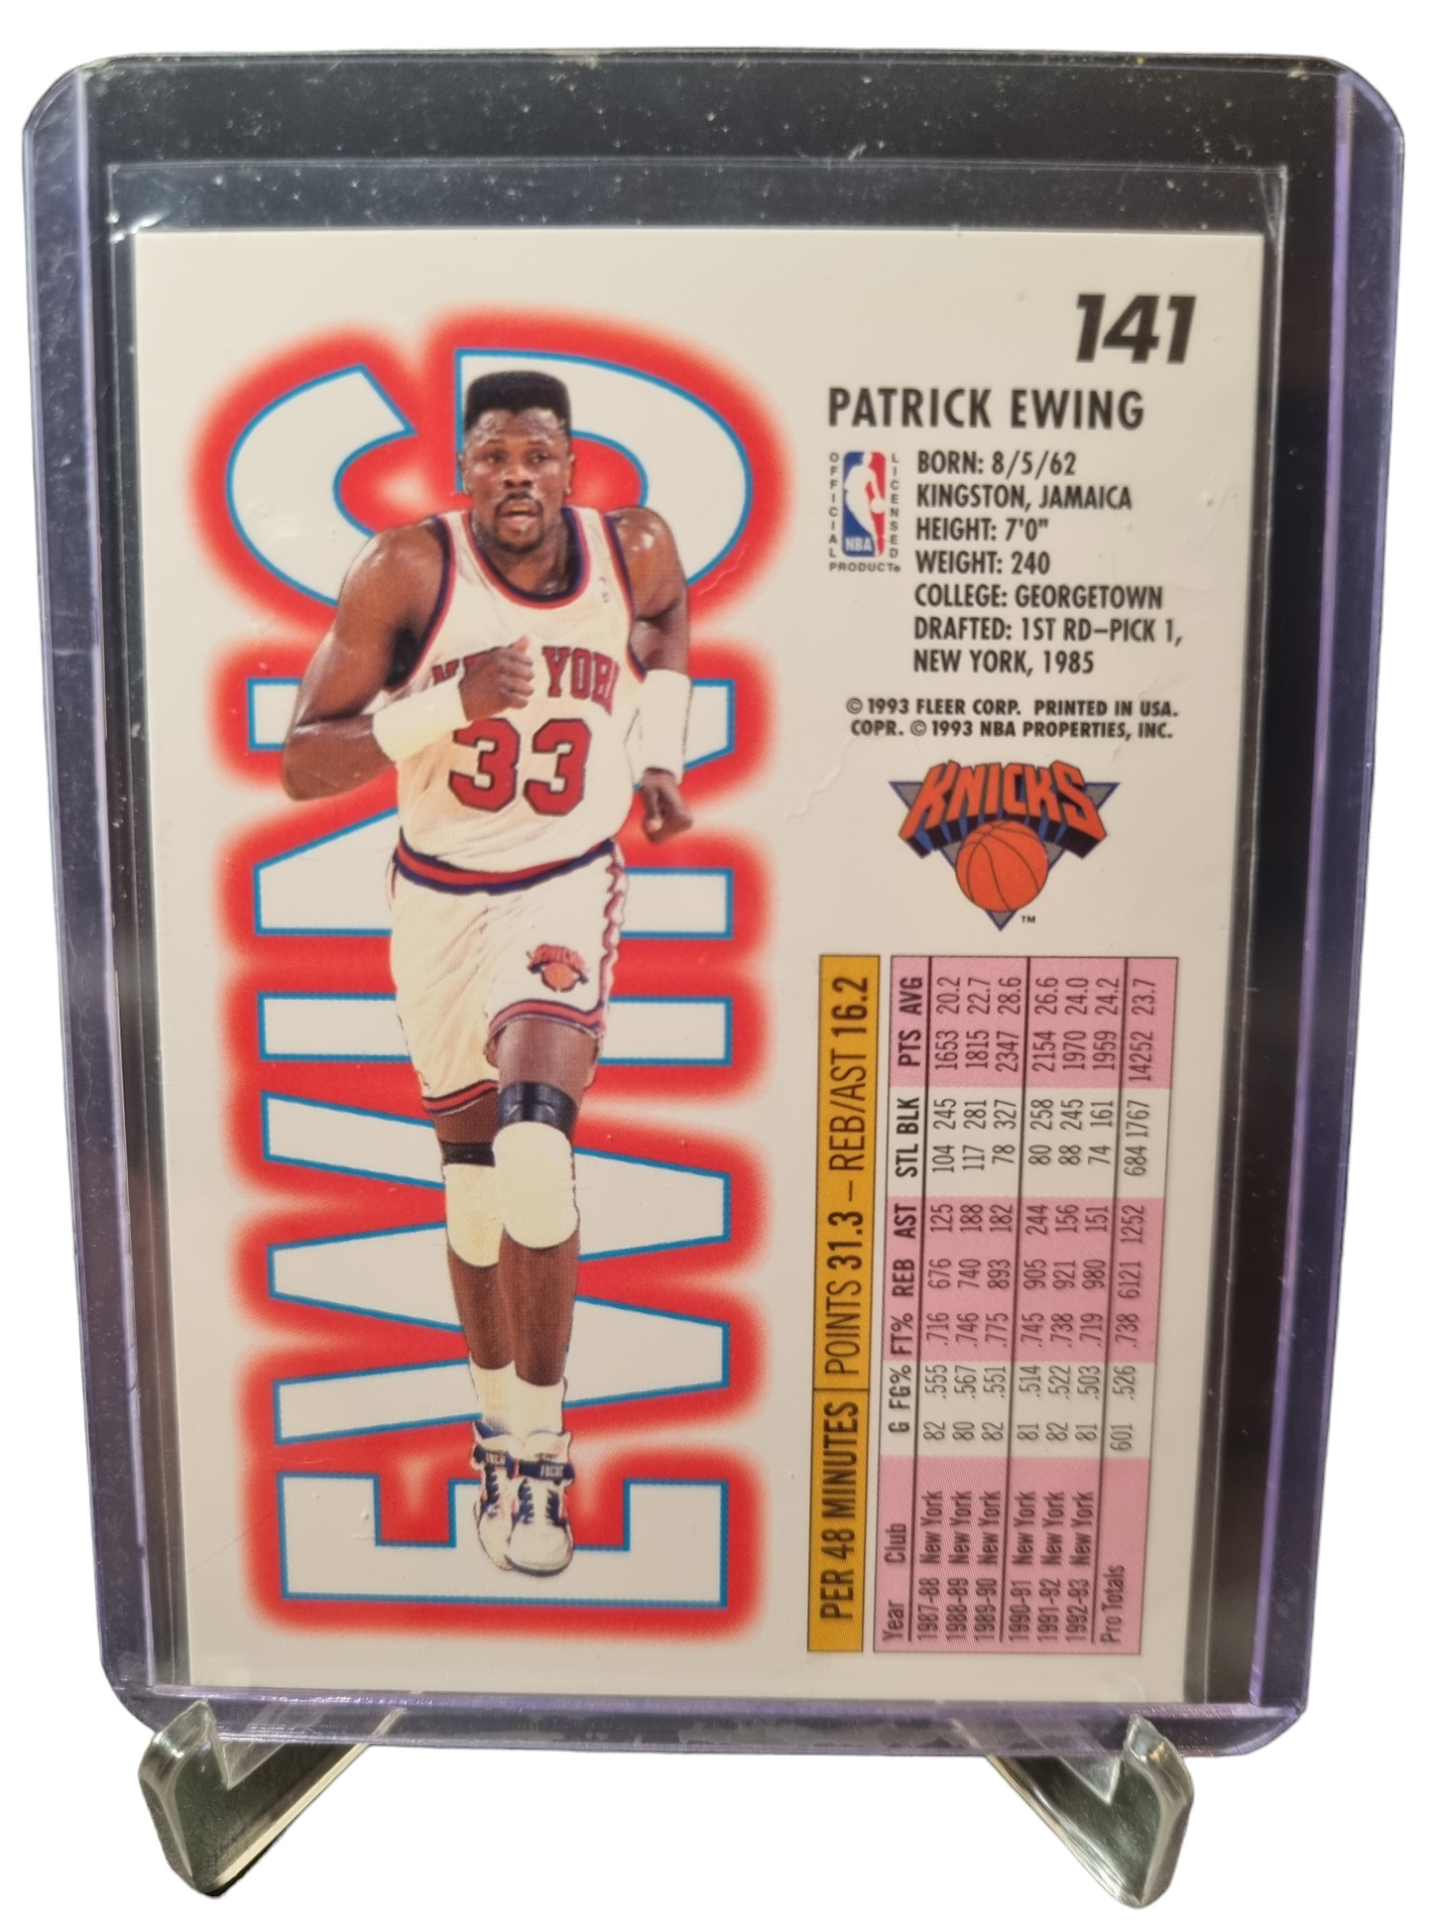 141
PATRICK EWING
OFFICIAL LICENSED
NBA
PRODUCT®
BORN: 8/5/62
KINGSTON, JAMAICA
HEIGHT: 7'0"
WEIGHT: 240
COLLEGE: GEORGETOWN
DRAFTED: 1ST RD–PICK 1,
NEW YORK, 1985
© 1993 FLEER CORP. PRINTED IN USA.
COPR. © 1993 NBA PROPERTIES, INC.
KNICKS
TM
EWING
YORK
33
KNICKS
PER 48 MINUTES | POINTS 31.3 – REB/AST 16.2
Year Club G FG% FT% REB AST STL BLK PTS AVG
1987-88 New York 82 .555 .716 676 125 104 245 1653 20.2
1988-89 New York 80 .567 .746 740 188 117 281 1815 22.7
1989-90 New York 82 .551 .775 893 182 78 327 2347 28.6
1990-91 New York 81 .514 .745 905 244 80 258 2154 26.6
1991-92 New York 82 .522 .738 921 156 88 245 1970 24.0
1992-93 New York 81 .503 .719 980 151 74 161 1959 24.2
Pro Totals 601 .526 .738 6121 1252 684 1767 14252 23.7